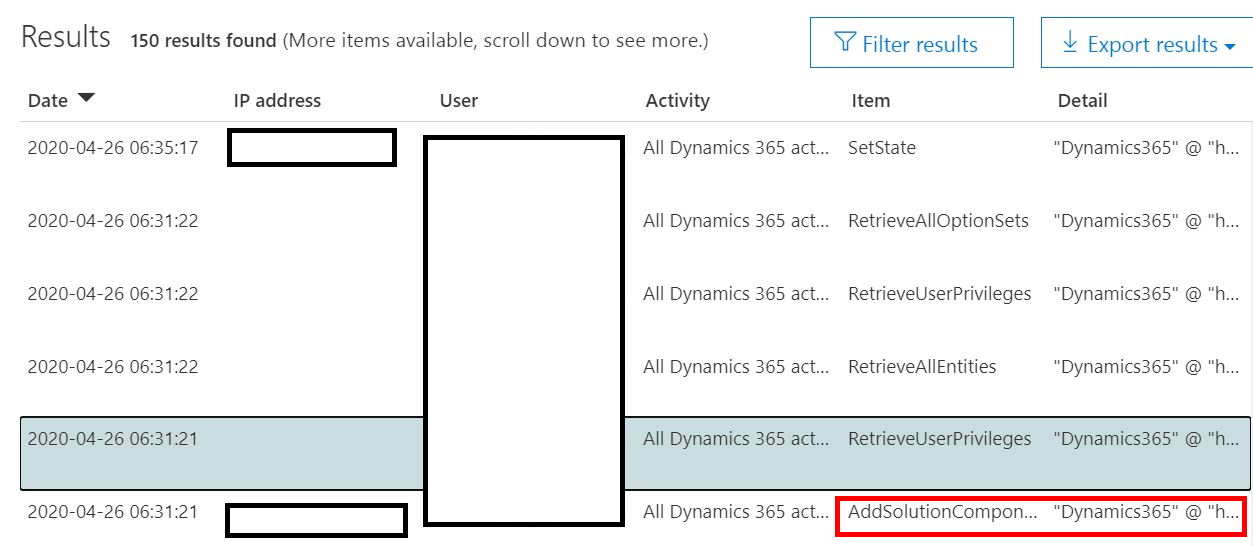 Results 150 results found (More items available, scroll down to see more.) Filter results Export results
Date IP address User Activity Item Detail
2020-04-26 06:35:17 All Dynamics 365 act... SetState "Dynamics365" @ "h...
2020-04-26 06:31:22 All Dynamics 365 act... RetrieveAllOptionSets "Dynamics365" @ "h...
2020-04-26 06:31:22 All Dynamics 365 act... RetrieveUserPrivileges "Dynamics365" @ "h...
2020-04-26 06:31:22 All Dynamics 365 act... RetrieveAllEntities "Dynamics365" @ "h...
2020-04-26 06:31:21 All Dynamics 365 act... RetrieveUserPrivileges "Dynamics365" @ "h...
2020-04-26 06:31:21 All Dynamics 365 act... AddSolutionCompon... "Dynamics365" @ "h...